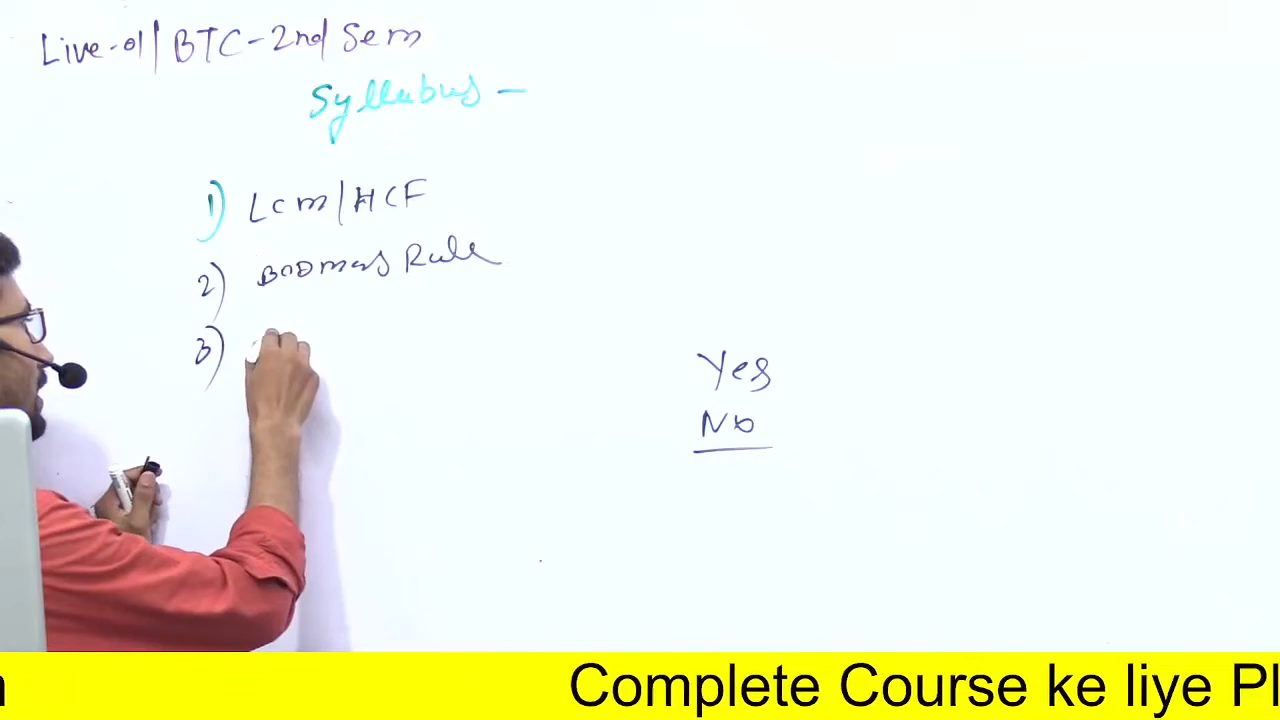 Live-01/BTC-2nd Sem
Syllabus -
1) Lcm/HCF
2) BODmas Rule
3)
Yes
No
Complete Course ke liye Pl